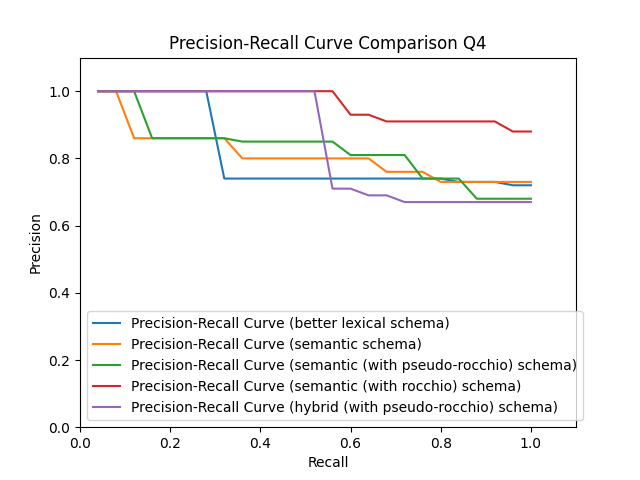 Precision-Recall Curve Comparison Q4
Precision
1.0
0.8
0.6
0.4
0.2
0.0
Precision-Recall Curve (better lexical schema)
Precision-Recall Curve (semantic schema)
Precision-Recall Curve (semantic (with pseudo-rocchio) schema)
Precision-Recall Curve (semantic (with rocchio) schema)
Precision-Recall Curve (hybrid (with pseudo-rocchio) schema)
0.0 0.2 0.4 0.6 0.8 1.0
Recall